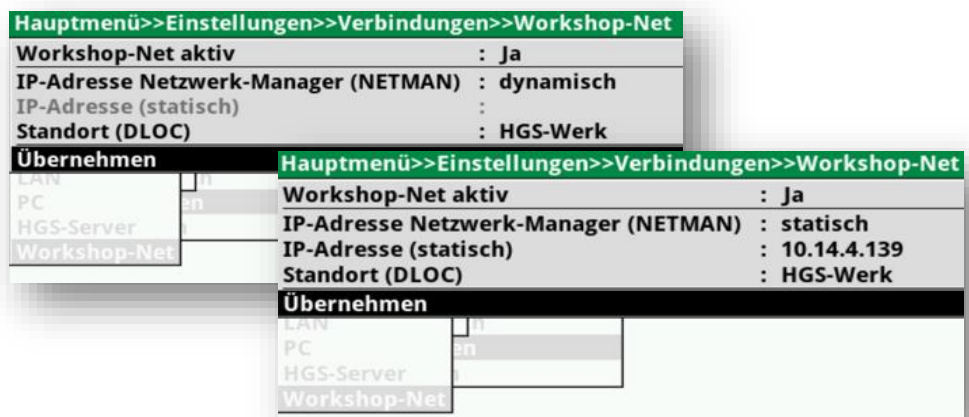 Hauptmenü>>Einstellungen>>Verbindungen>>Workshop-Net
Workshop-Net aktiv : Ja
IP-Adresse Netzwerk-Manager (NETMAN) : dynamisch
IP-Adresse (statisch) :
Standort (DLOC) : HGS-Werk
Übernehmen
LAN n
PC en
HGS-Server
Workshop-Net
Hauptmenü>>Einstellungen>>Verbindungen>>Workshop-Net
Workshop-Net aktiv : Ja
IP-Adresse Netzwerk-Manager (NETMAN) : statisch
IP-Adresse (statisch) : 10.14.4.139
Standort (DLOC) : HGS-Werk
Übernehmen
LAN n
PC en
HGS-Server
Workshop-Net